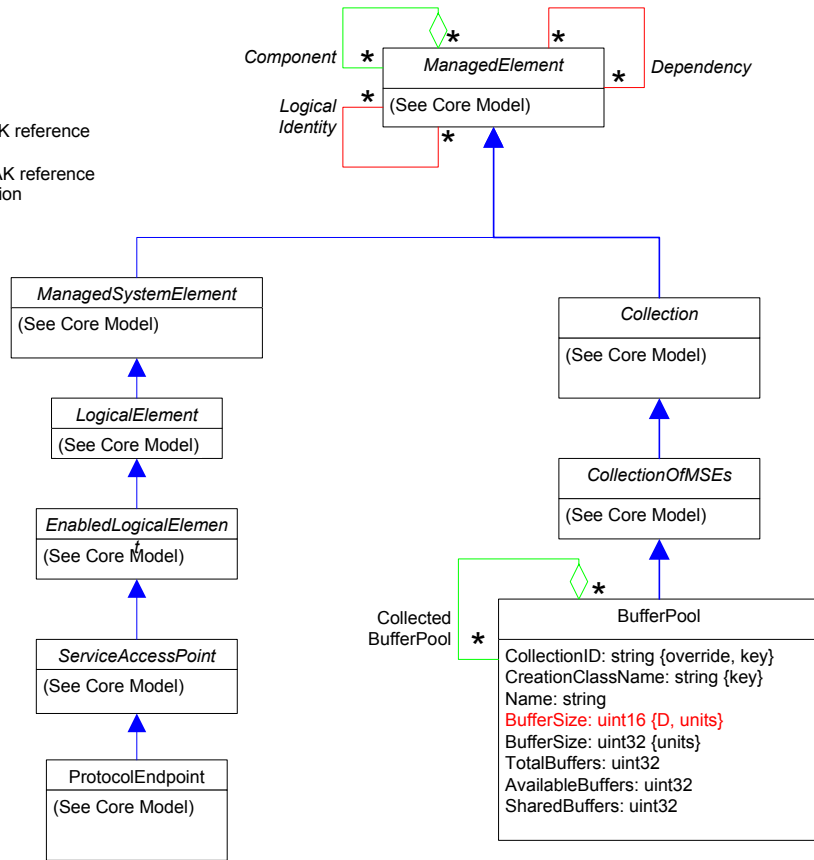 Component
*
*
ManagedElement
(See Core Model)
*
*
Dependency
Logical
Identity
*
*
K reference
AK reference
ion
ManagedSystemElement
(See Core Model)
LogicalElement
(See Core Model)
EnabledLogicalElemen
t
(See Core Model)
ServiceAccessPoint
(See Core Model)
ProtocolEndpoint
(See Core Model)
Collection
(See Core Model)
CollectionOfMSEs
(See Core Model)
Collected
BufferPool
*
*
BufferPool
CollectionID: string {override, key}
CreationClassName: string {key}
Name: string
BufferSize: uint16 {D, units}
BufferSize: uint32 {units}
TotalBuffers: uint32
AvailableBuffers: uint32
SharedBuffers: uint32